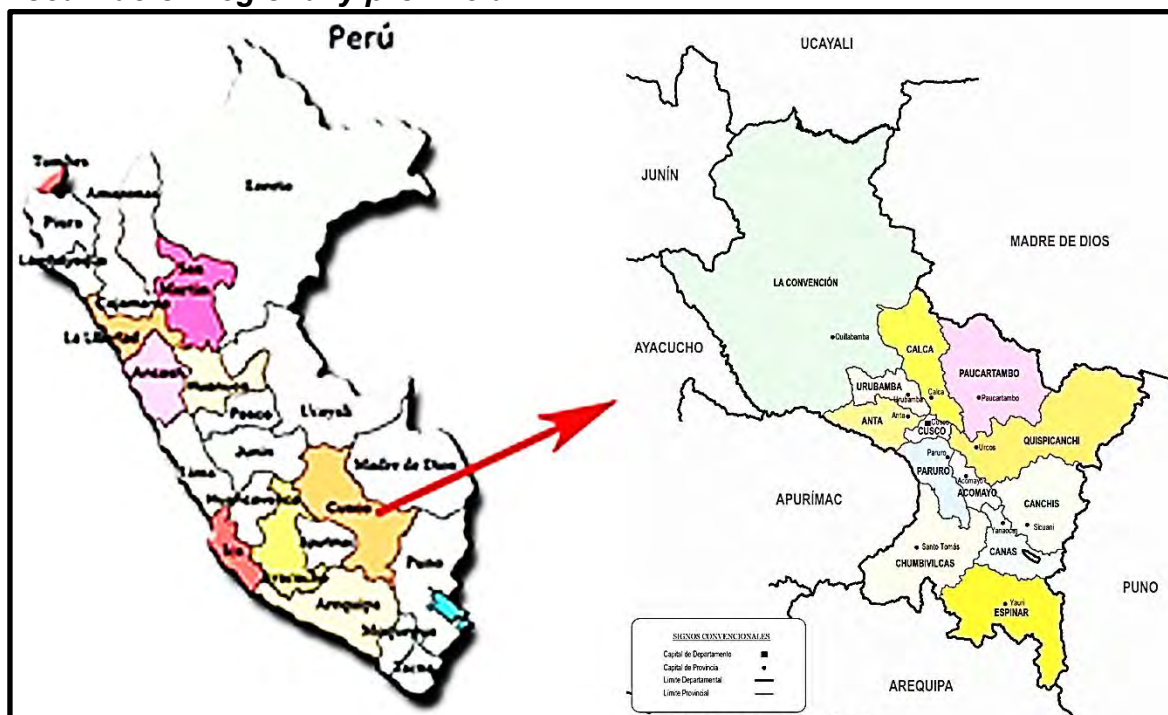 Perú
Tumbes
Amazonas
Loreto
Piura
Lambayeque
San
Martín
Cajamarca
La Libertad
Ancash
Huánuco
Pasco
Ucayali
Junín
Madre de Dios
Lima
Huancavelica
Cusco
Ica
Apurímac
Ayacucho
Puno
Arequipa
Moquegua
Tacna
UCAYALI
JUNÍN
MADRE DE DIOS
LA CONVENCIÓN
Quillabamba
AYACUCHO
CALCA
PAUCARTAMBO
URUBAMBA
Urubamba
Calca
Paucartambo
ANTA
Anta
Cusco
CUSCO
QUISPICANCHI
Urcos
Paruro
PARURO
Acomayo
ACOMAYO
CANCHIS
APURÍMAC
Yanaoca
Sicuani
Santo Tomás
CANAS
CHUMBIVILCAS
PUNO
Yauri
ESPINAR
AREQUIPA
SIGNOS CONVENCIONALES
Capital de Departamento
Capital de Provincia
Límite Departamental
Límite Provincial